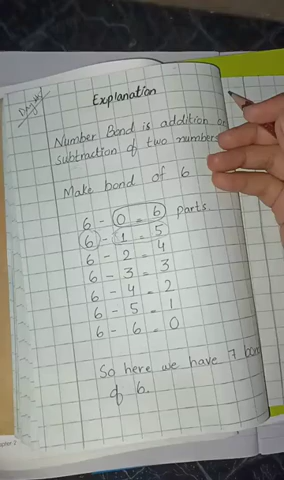 Explanation
Number Bond is addition or
subtraction of two numbers
Make bond of 6
6 - 0 = 6 parts
6 - 1 = 5
6 - 2 = 4
6 - 3 = 3
6 - 4 = 2
6 - 5 = 1
6 - 6 = 0
So here we have 7 bon
of 6.